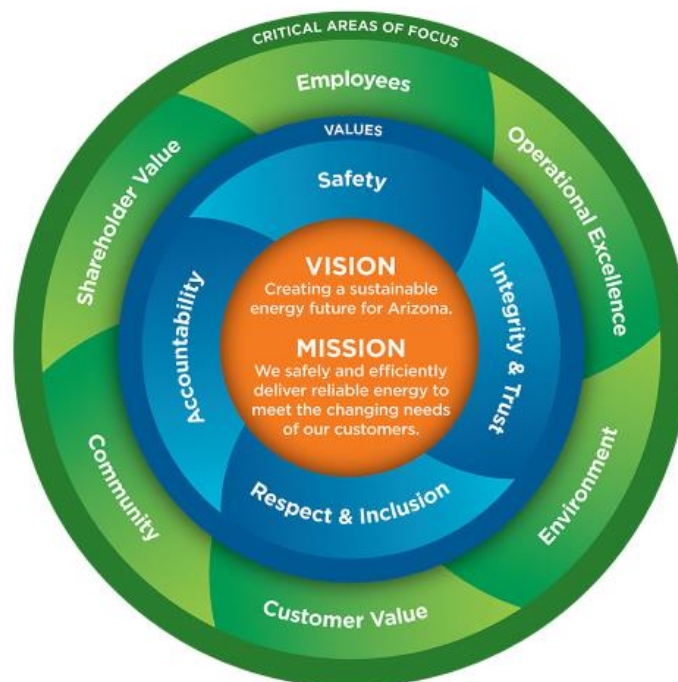 CRITICAL AREAS OF FOCUS
Employees
Operational Excellence
Environment
Customer Value
Community
Shareholder Value
VALUES
Safety
Integrity & Trust
Respect & Inclusion
Accountability
VISION
Creating a sustainable
energy future for Arizona.
MISSION
We safely and efficiently
deliver reliable energy to
meet the changing needs
of our customers.